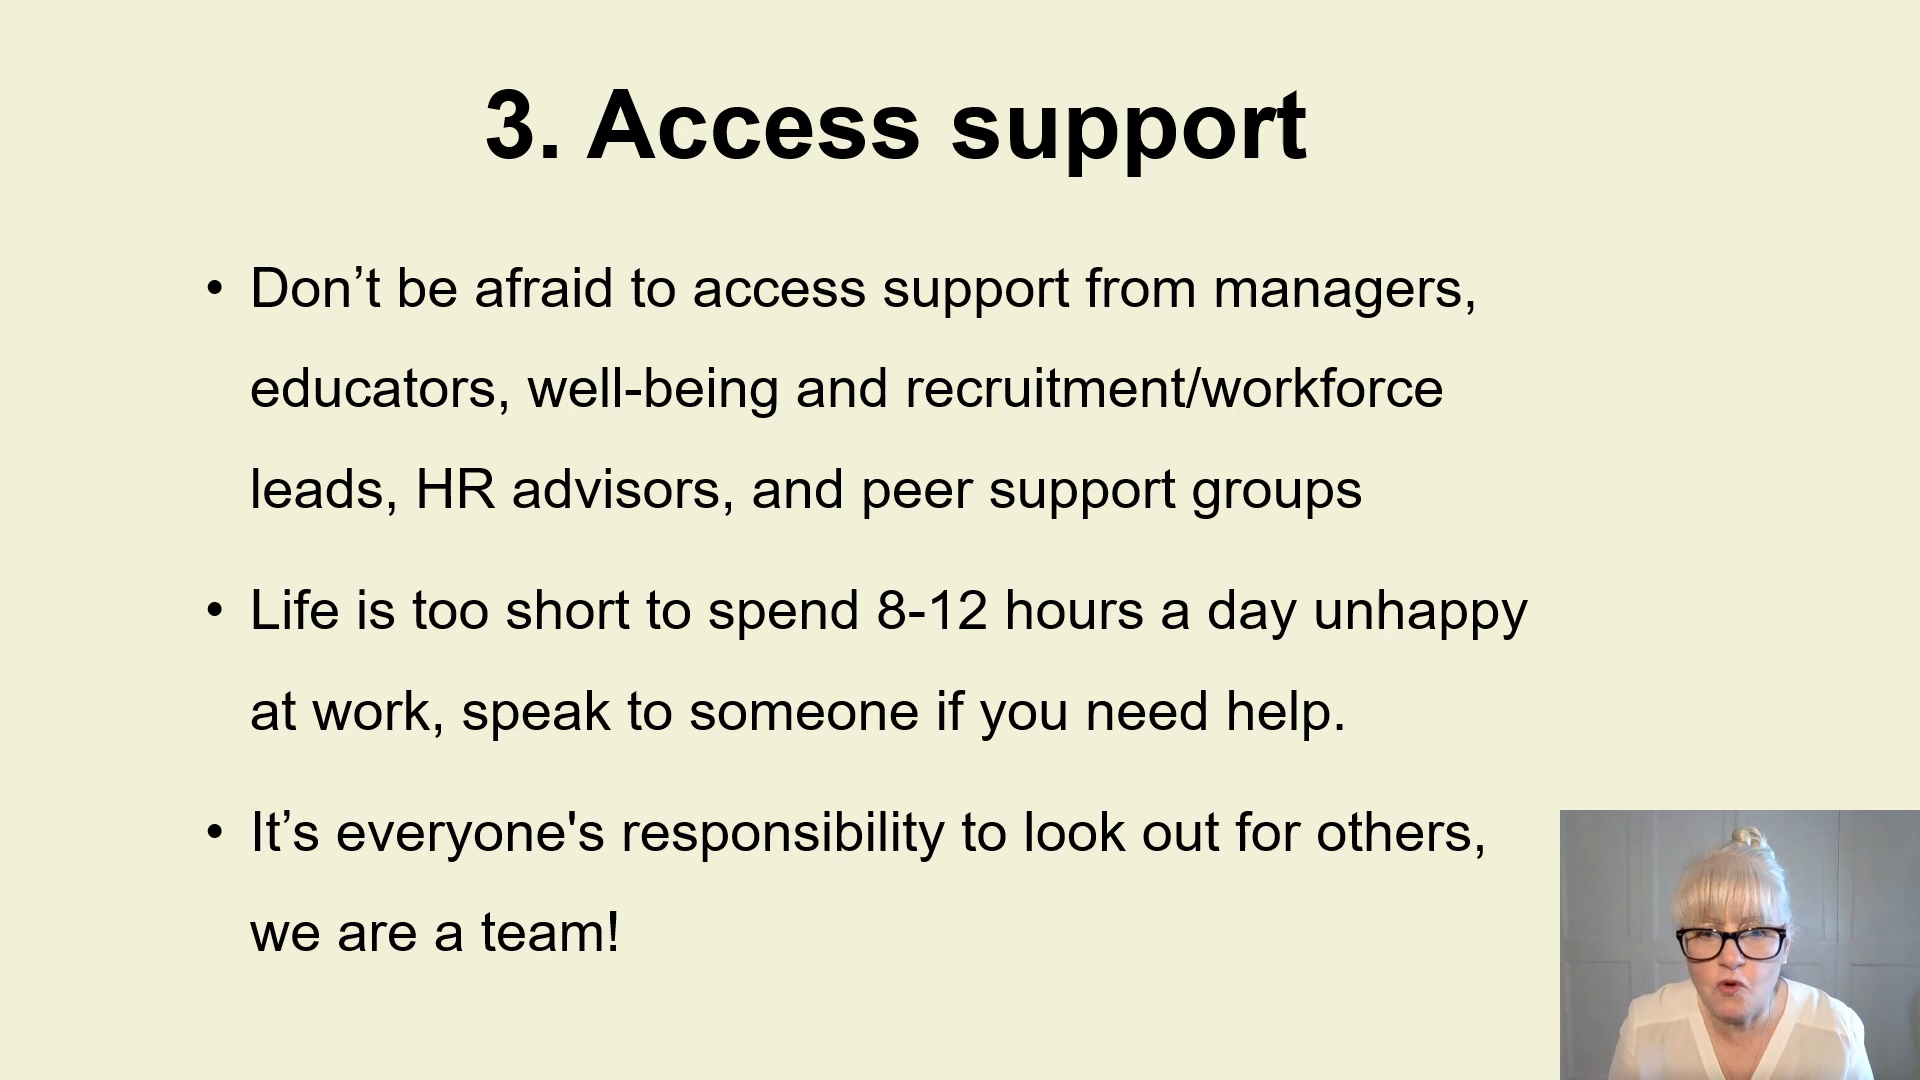 3. Access support
• Don’t be afraid to access support from managers,
educators, well-being and recruitment/workforce
leads, HR advisors, and peer support groups
• Life is too short to spend 8-12 hours a day unhappy
at work, speak to someone if you need help.
• It’s everyone's responsibility to look out for others,
we are a team!